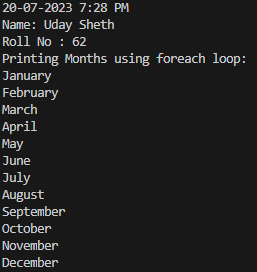 20-07-2023 7:28 PM
Name: Uday Sheth
Roll No : 62
Printing Months using foreach loop:
January
February
March
April
May
June
July
August
September
October
November
December